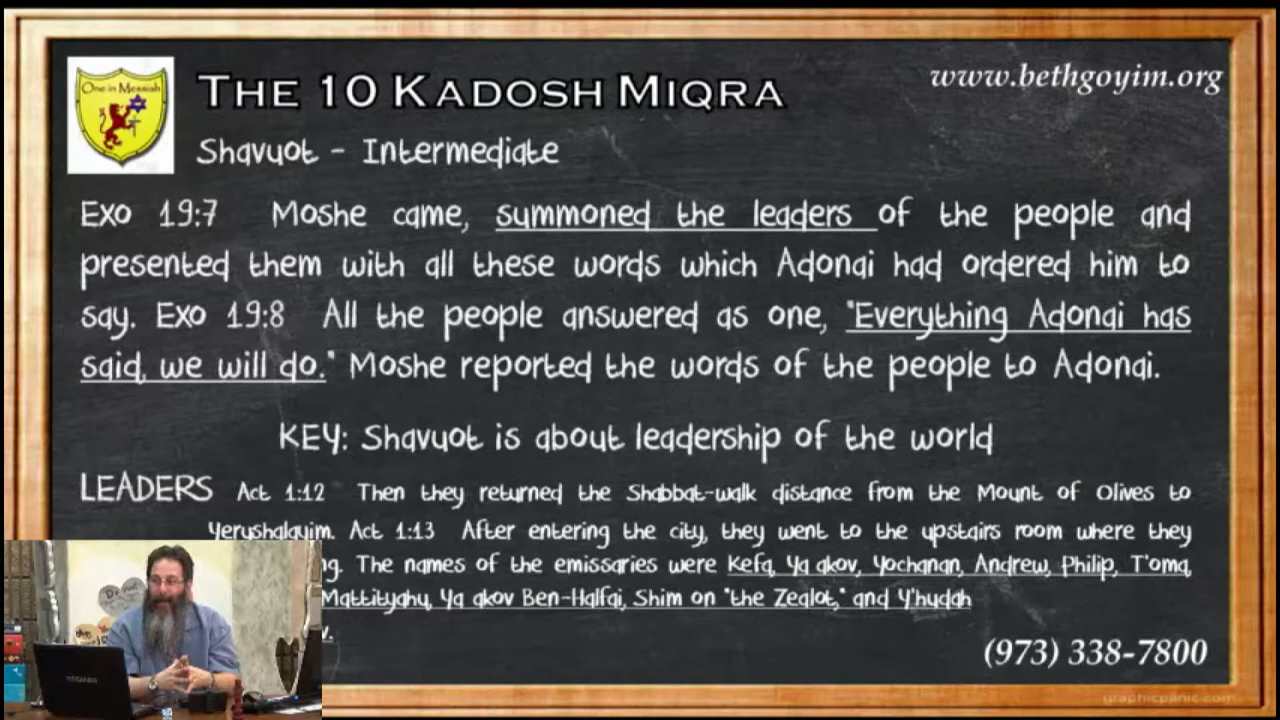 One in Messiah
THE 10 KADOSH MIQRA
www.bethgoyim.org
Shavuot - Intermediate
Exo 19:7 Moshe came, summoned the leaders of the people and
presented them with all these words which Adonai had ordered him to
say. Exo 19:8 All the people answered as one, "Everything Adonai has
said, we will do." Moshe reported the words of the people to Adonai.
KEY: Shavuot is about leadership of the world
LEADERS Act 1:12 Then they returned the Shabbat-walk distance from the Mount of Olives to
Yerushalayim. Act 1:13 After entering the city, they went to the upstairs room where they
The names of the emissaries were Kefa, Ya akov, Yochanan, Andrew, Philip, T'oma,
Mattityahu, Ya akov Ben-Halfai, Shim on "the Zealot," and Y'hudah
(973) 338-7800
graphicpanic.com